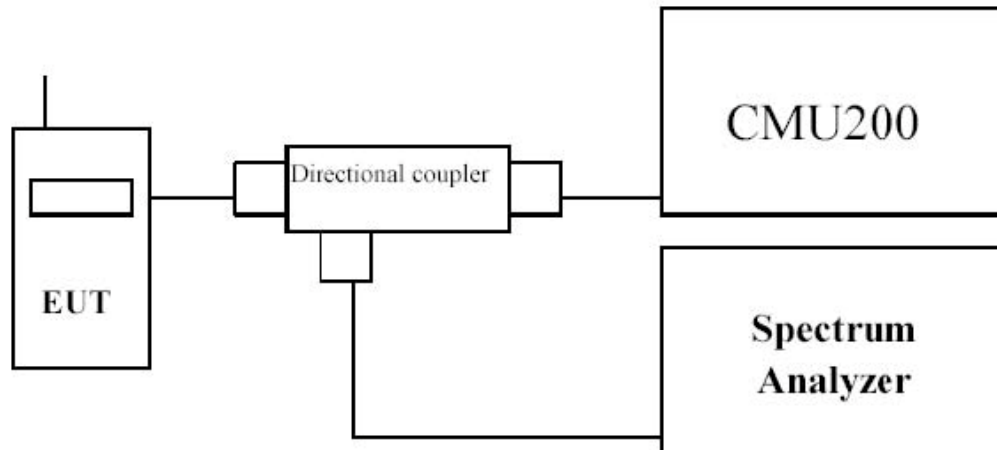 CMU200
Directional coupler
EUT
Spectrum
Analyzer